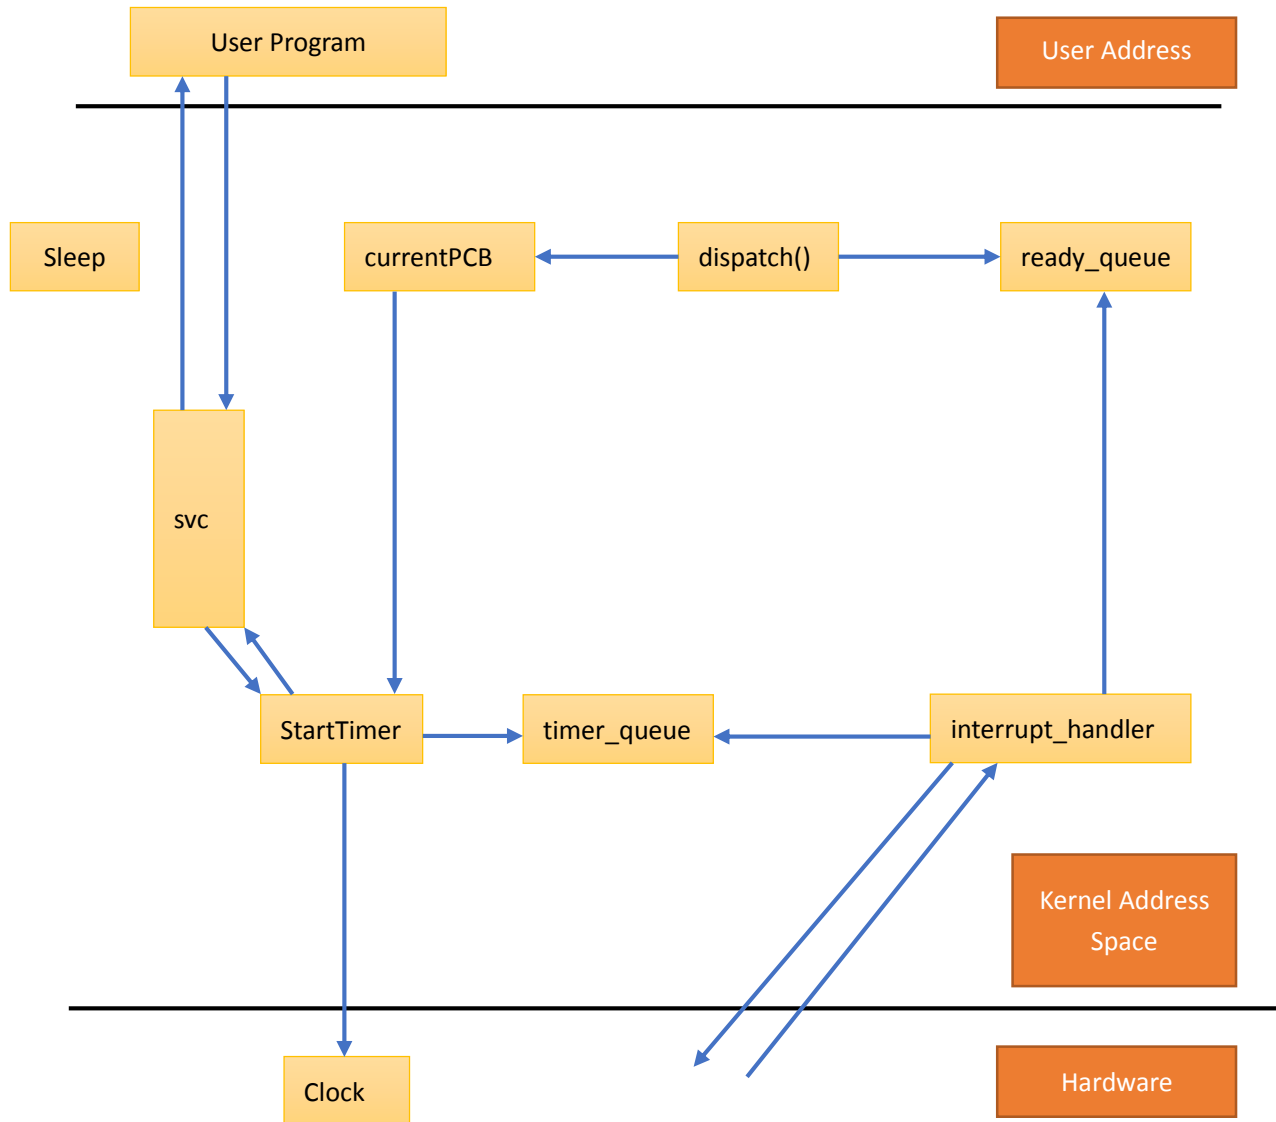 User Program
User Address
Sleep
currentPCB
dispatch()
ready_queue
svc
StartTimer
timer_queue
interrupt_handler
Kernel Address
Space
Clock
Hardware